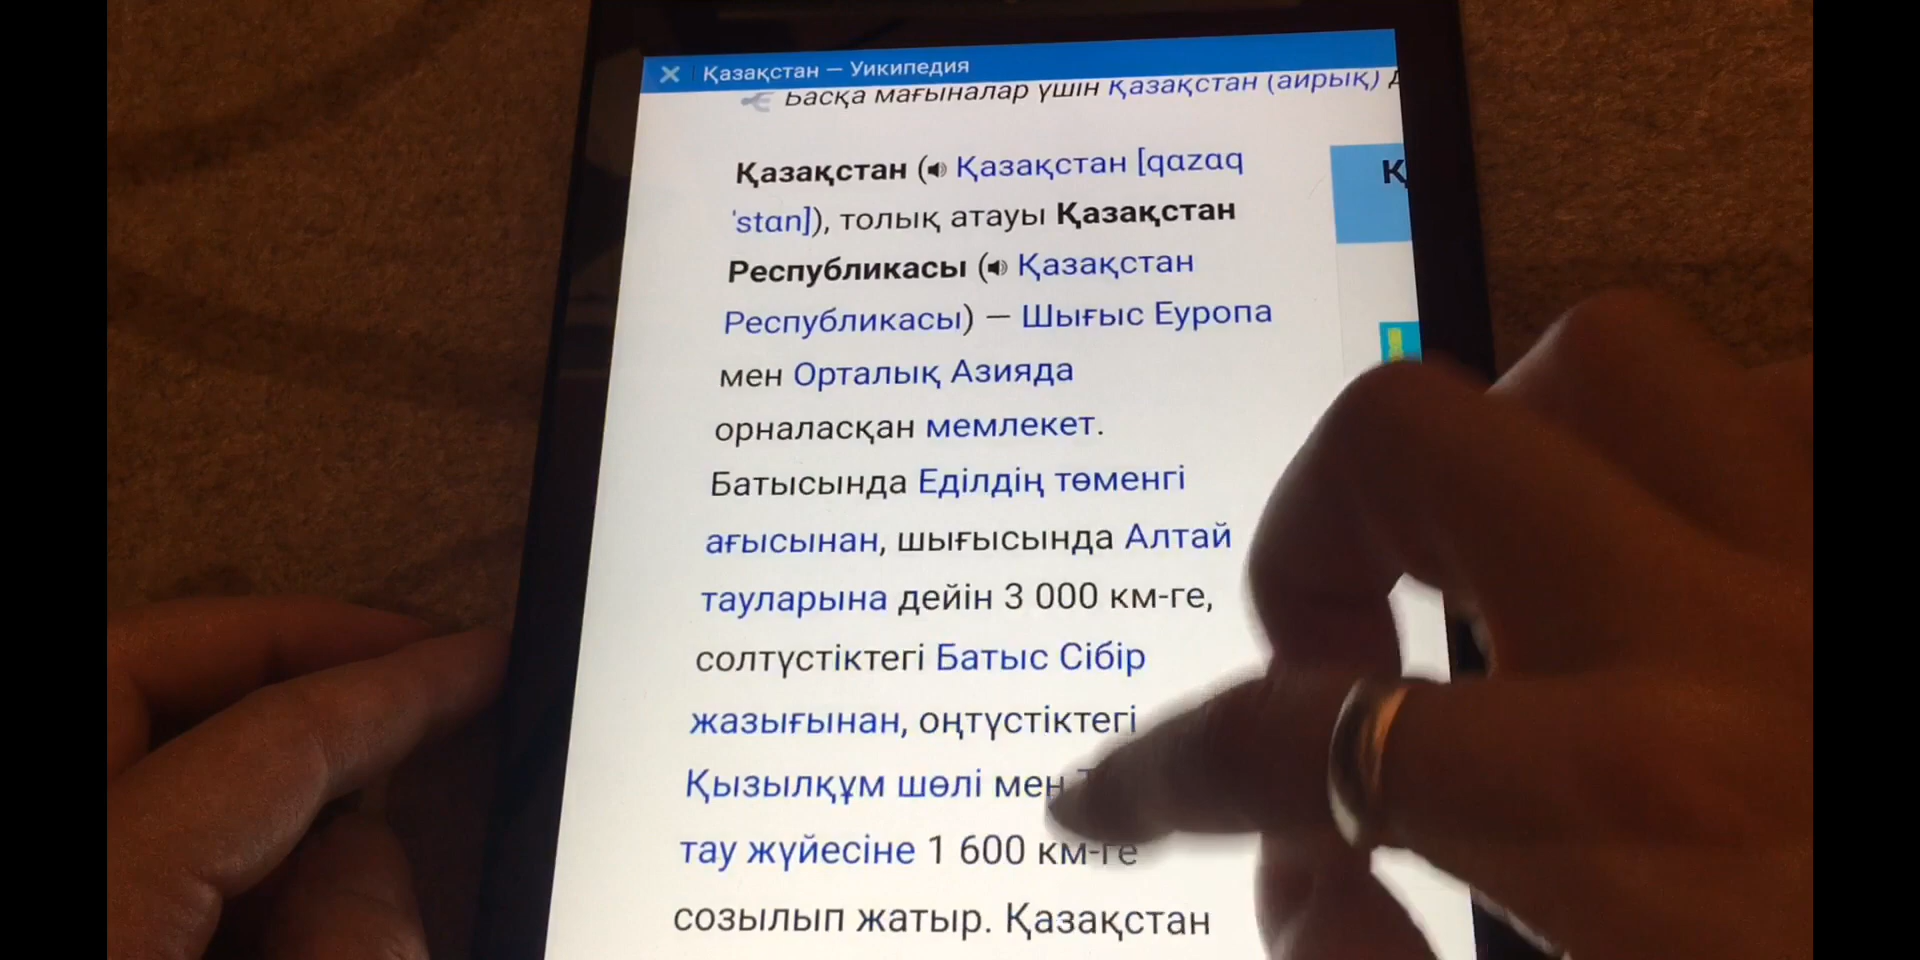 Қазақстан — Уикипедия
Басқа мағыналар үшін Қазақстан (айрық)
Қазақстан (Қазақстан [qɑzɑq
ˈstɑn]), толық атауы Қазақстан
Республикасы (Қазақстан
Республикасы) — Шығыс Еуропа
мен Орталық Азияда
орналасқан мемлекет.
Батысында Еділдің төменгі
ағысынан, шығысында Алтай
тауларына дейін 3 000 км-ге,
солтүстіктегі Батыс Сібір
жазығынан, оңтүстіктегі
Қызылқұм шөлі мен
тау жүйесіне 1 600 км-ге
созылып жатыр. Қазақстан